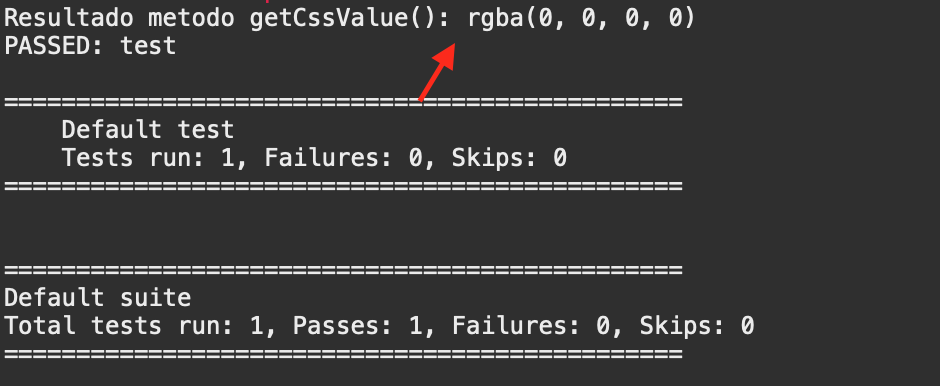 Resultado metodo getCssValue(): rgba(0, 0, 0, 0)
PASSED: test
===============================================
Default test
Tests run: 1, Failures: 0, Skips: 0
===============================================
===============================================
Default suite
Total tests run: 1, Passes: 1, Failures: 0, Skips: 0
===============================================